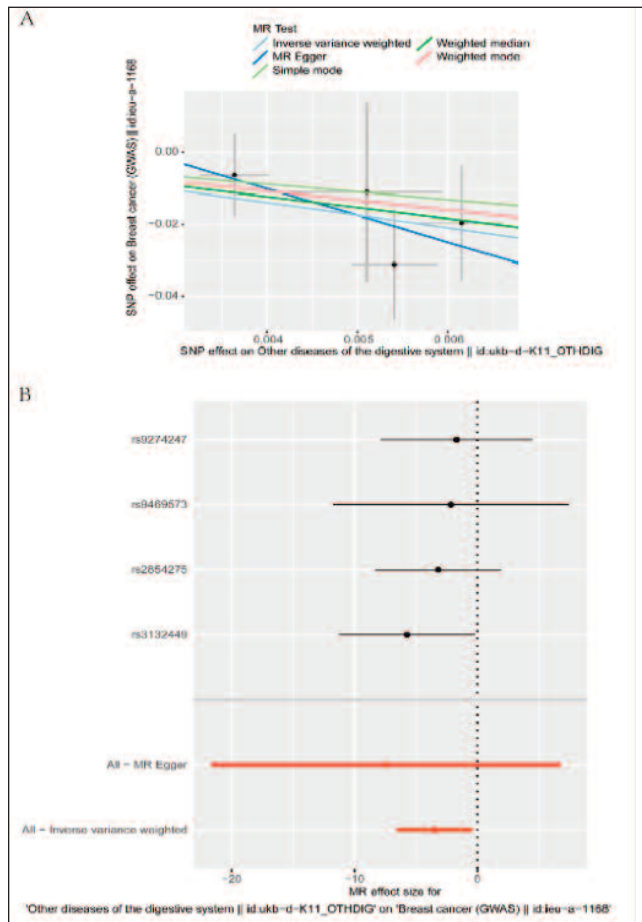 A
MR Test
Inverse variance weighted
Weighted median
MR Egger
Weighted mode
Simple mode
SNP effect on Breast cancer (GWAS) || id:ieu-a-1168
0.00
−0.02
−0.04
0.004
0.005
0.006
SNP effect on Other diseases of the digestive system || id:ukb-d-K11_OTHDIG
B
rs9274247
rs9469573
rs2854275
rs3132449
All − MR Egger
All − Inverse variance weighted
−20
−10
0
MR effect size for
'Other diseases of the digestive system || id:ukb-d-K11_OTHDIG' on 'Breast cancer (GWAS) || id:ieu-a-1168'